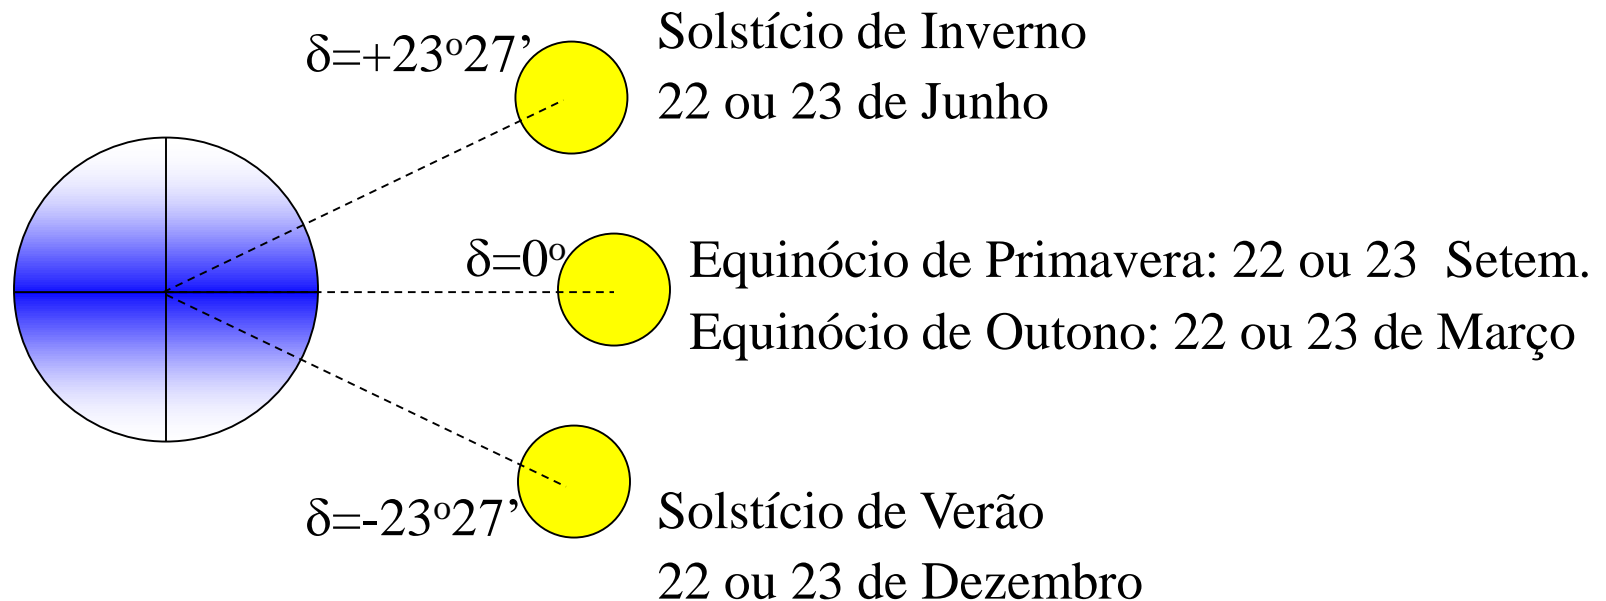 δ=+23º27’
Solstício de Inverno
22 ou 23 de Junho
δ=0º
Equinócio de Primavera: 22 ou 23 Setem.
Equinócio de Outono: 22 ou 23 de Março
δ=-23º27’
Solstício de Verão
22 ou 23 de Dezembro